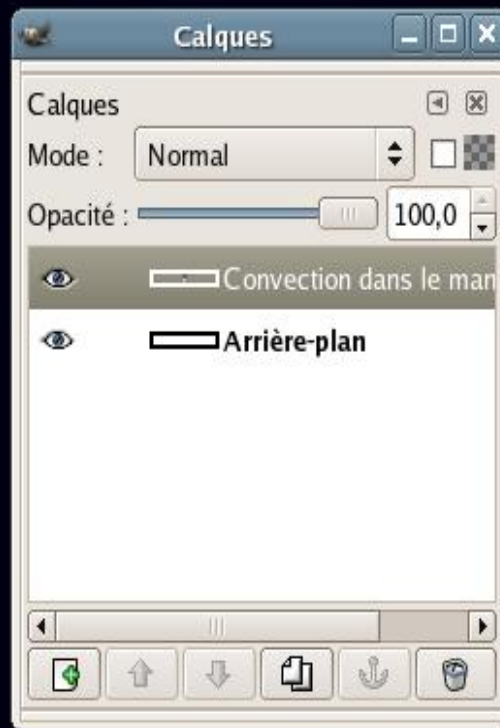 Calques
Calques
Mode : Normal
Opacité : 100,0
Convection dans le man
Arrière-plan